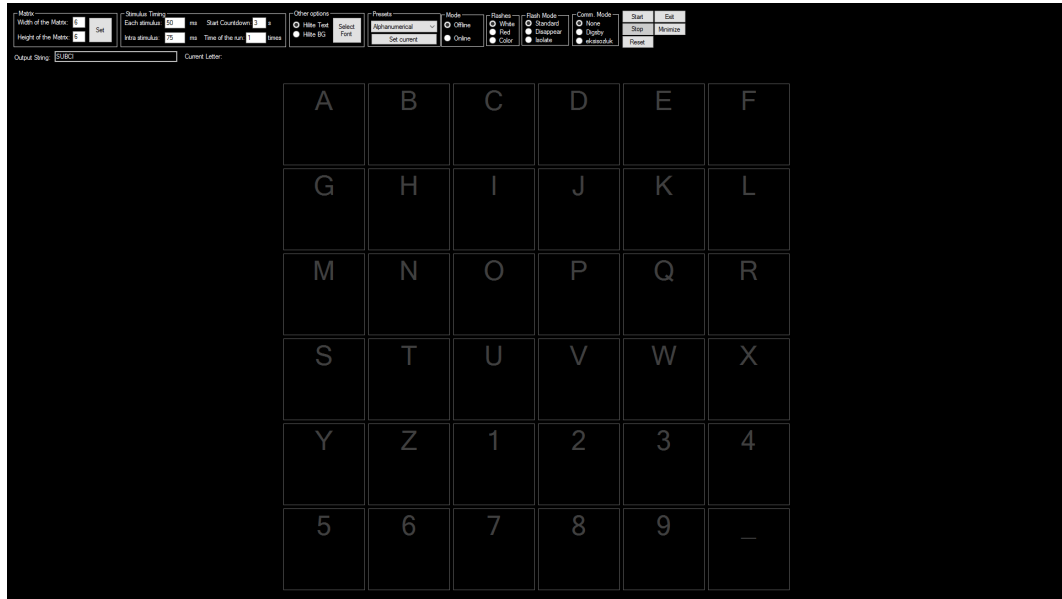 Matrix
Width of the Matrix: 6
Height of the Matrix: 6
Set
Stimulus Timing
Each stimulus: 50 ms Start Countdown: 3 s
Intra stimulus: 75 ms Time of the run: 1 times
Other options
Hilite Text
Hilite BG
Select
Font
Presets
Alphanumerical
Set current
Mode
Offline
Online
Flashes
White
Red
Color
Flash Mode
Standard
Disappear
Isolate
Comm. Mode
None
Digsby
eksisozluk
Start Exit
Stop Minimize
Reset
Output String: SUBCI Current Letter:
A B C D E F
G H I J K L
M N O P Q R
S T U V W X
Y Z 1 2 3 4
5 6 7 8 9 _